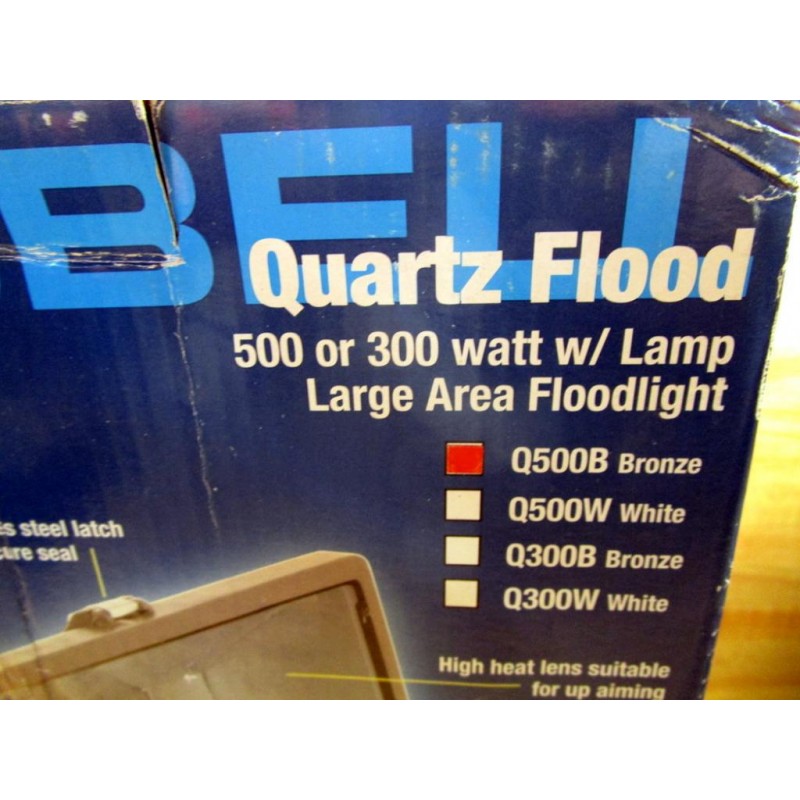 BELL
Quartz Flood
500 or 300 watt w/ Lamp
Large Area Floodlight
Q500B Bronze
Q500W White
Q300B Bronze
Q300W White
steel latch
seal
High heat lens suitable
for up aiming